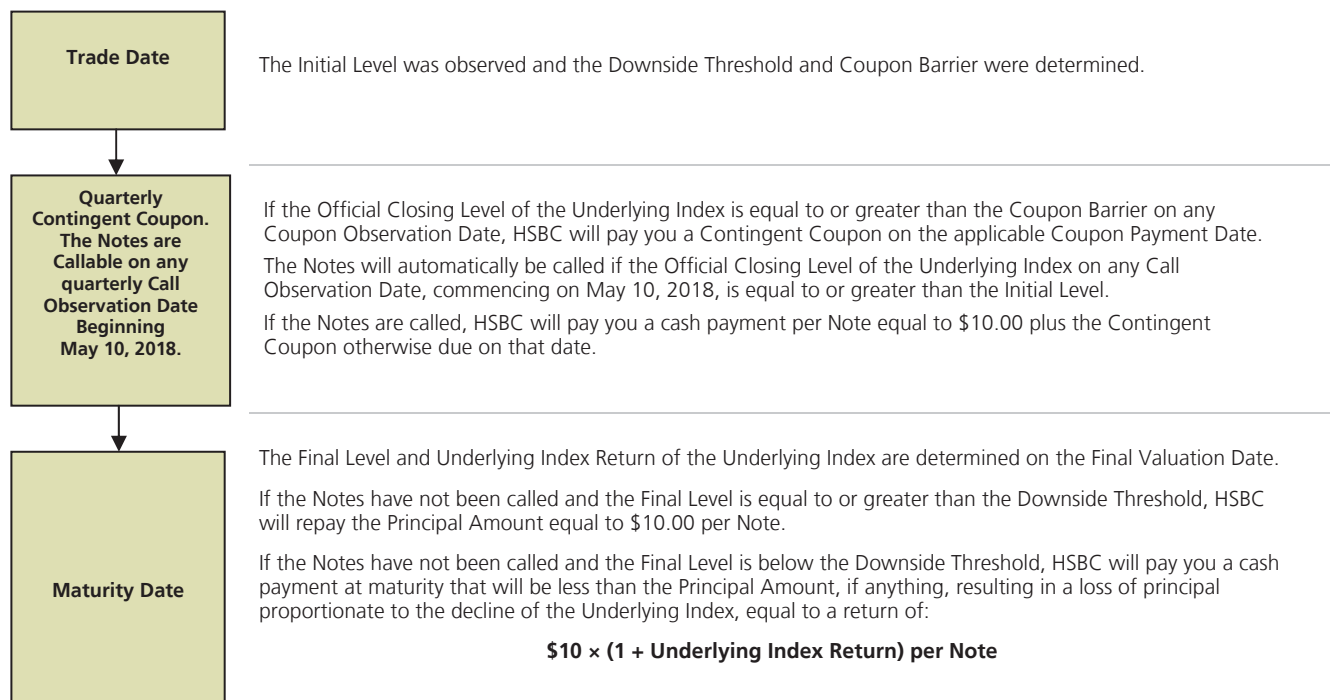 Trade Date
The Initial Level was observed and the Downside Threshold and Coupon Barrier were determined.
Quarterly
Contingent Coupon.
The Notes are
Callable on any
quarterly Call
Observation Date
Beginning
May 10, 2018.
If the Official Closing Level of the Underlying Index is equal to or greater than the Coupon Barrier on any
Coupon Observation Date, HSBC will pay you a Contingent Coupon on the applicable Coupon Payment Date.
The Notes will automatically be called if the Official Closing Level of the Underlying Index on any Call
Observation Date, commencing on May 10, 2018, is equal to or greater than the Initial Level.
If the Notes are called, HSBC will pay you a cash payment per Note equal to $10.00 plus the Contingent
Coupon otherwise due on that date.
Maturity Date
The Final Level and Underlying Index Return of the Underlying Index are determined on the Final Valuation Date.
If the Notes have not been called and the Final Level is equal to or greater than the Downside Threshold, HSBC
will repay the Principal Amount equal to $10.00 per Note.
If the Notes have not been called and the Final Level is below the Downside Threshold, HSBC will pay you a cash
payment at maturity that will be less than the Principal Amount, if anything, resulting in a loss of principal
proportionate to the decline of the Underlying Index, equal to a return of:
$10 × (1 + Underlying Index Return) per Note